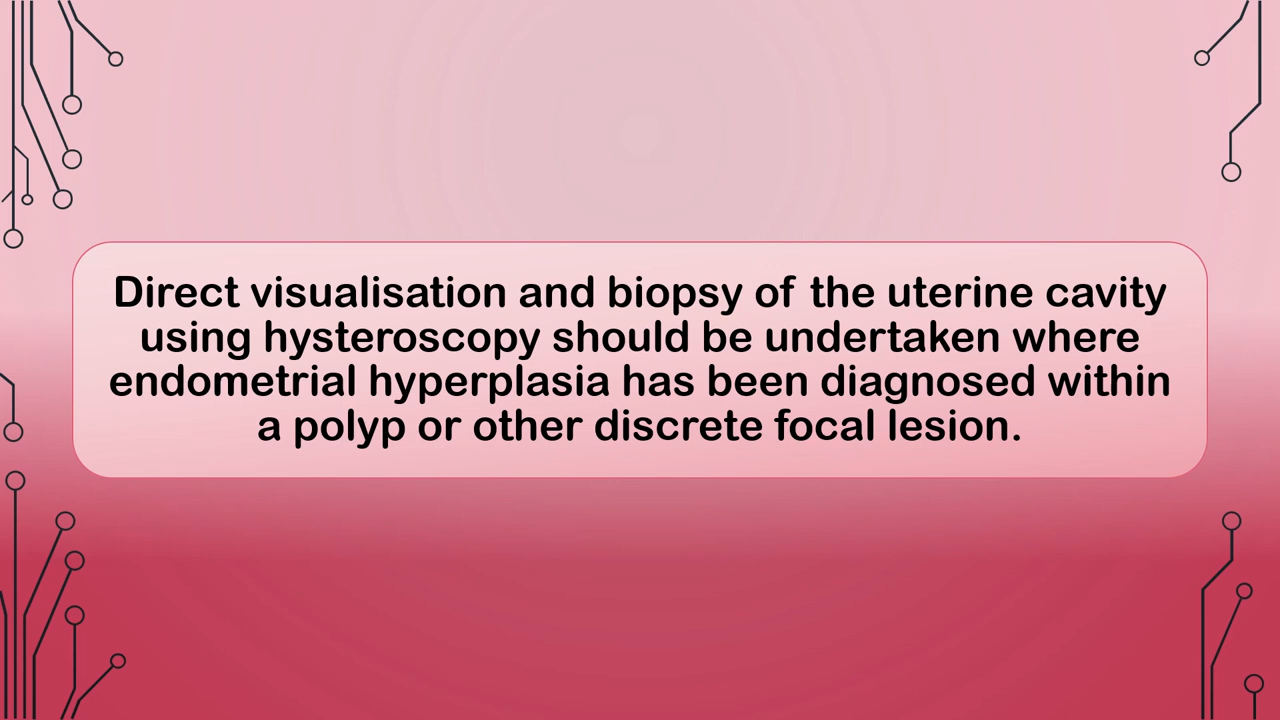 Direct visualisation and biopsy of the uterine cavity
using hysteroscopy should be undertaken where
endometrial hyperplasia has been diagnosed within
a polyp or other discrete focal lesion.